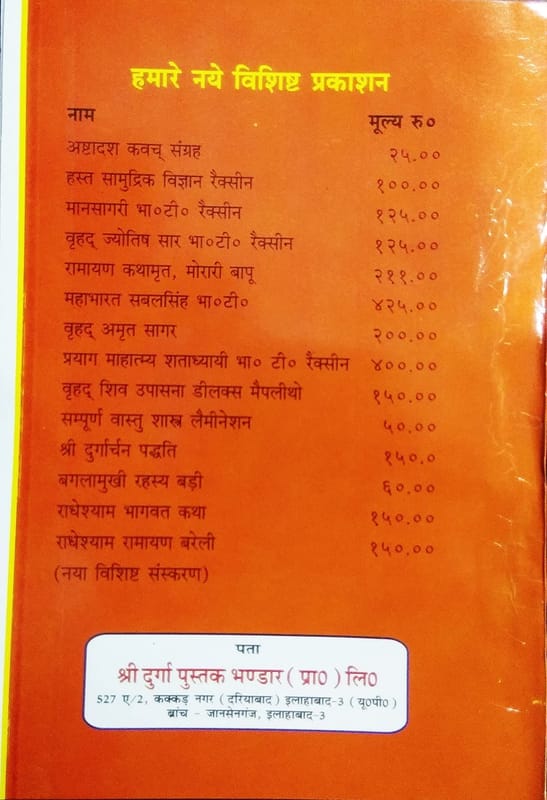 हमारे नये विशिष्ट प्रकाशन
नाम मूल्य रु०
अष्टादश कवच् संग्रह २५.००
हस्त सामुद्रिक विज्ञान रैक्सीन १००.००
मानसागरी भा०टी० रैक्सीन १२५.००
वृहद् ज्योतिष सार भा०टी० रैक्सीन १२५.००
रामायण कथामृत, मोरारी बापू २११.००
महाभारत सबलसिंह भा०टी० ४२५.००
वृहद् अमृत सागर २००.००
प्रयाग माहात्म्य शताध्यायी भा० टी० रैक्सीन ४००.००
वृहद् शिव उपासना डीलक्स मैपलीथो १५०.००
सम्पूर्ण वास्तु शास्त्र लैमीनेशन ५०.००
श्री दुर्गार्चन पद्धति १५०.०
बगलामुखी रहस्य बड़ी ६०.००
राधेश्याम भागवत कथा १५०.००
राधेश्याम रामायण बरेली १५०.००
(नया विशिष्ट संस्करण)
पता
श्री दुर्गा पुस्तक भण्डार ( प्रा० ) लि०
527 ए/2, कक्कड़ नगर ( दरियाबाद ) इलाहाबाद-3 ( यू०पी० )
ब्रांच - जानसेनगंज, इलाहाबाद-3